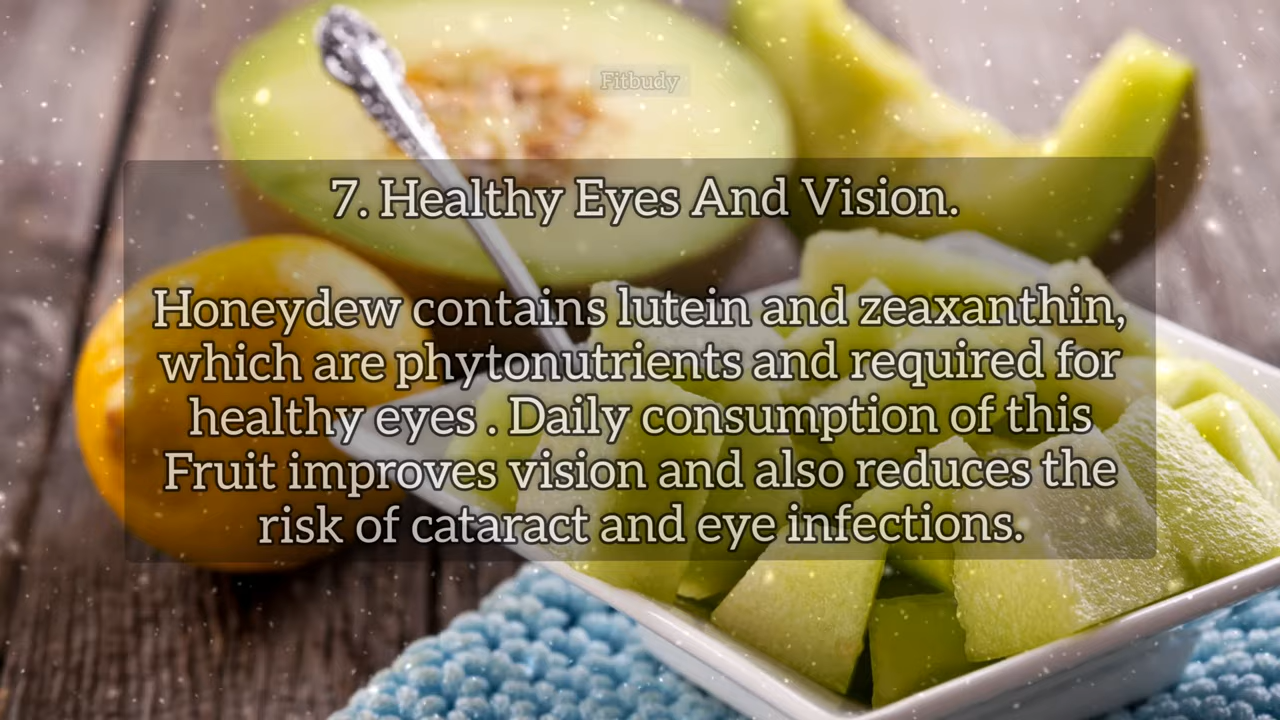 Fitbudy
7. Healthy Eyes And Vision.
Honeydew contains lutein and zeaxanthin,
which are phytonutrients and required for
healthy eyes . Daily consumption of this
Fruit improves vision and also reduces the
risk of cataract and eye infections.